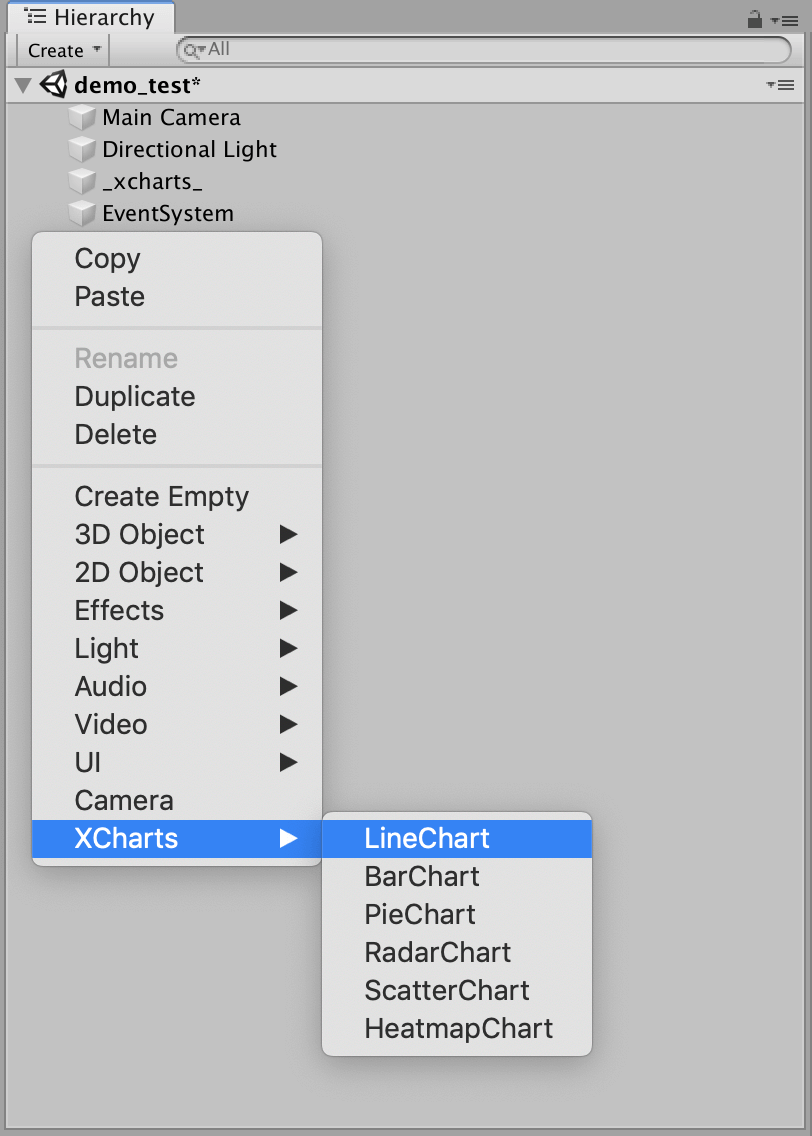 Hierarchy
Create
All
demo_test*
Main Camera
Directional Light
_xcharts_
EventSystem
Copy
Paste
Rename
Duplicate
Delete
Create Empty
3D Object
2D Object
Effects
Light
Audio
Video
UI
Camera
XCharts
LineChart
BarChart
PieChart
RadarChart
ScatterChart
HeatmapChart